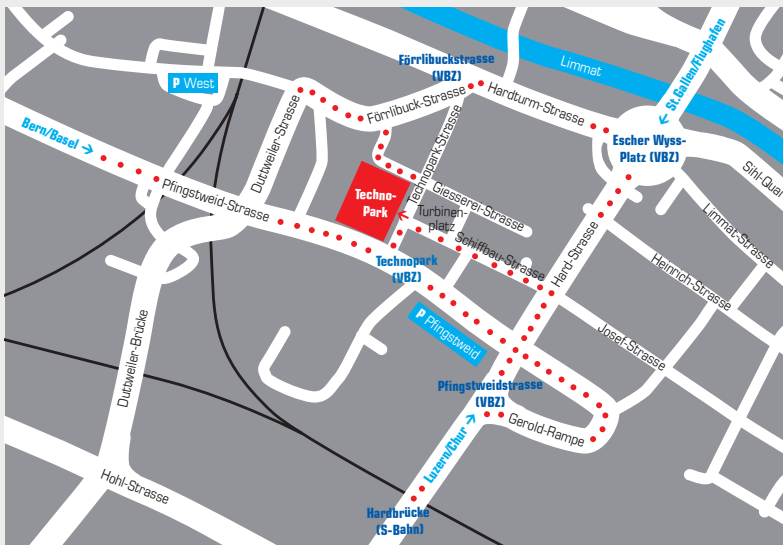 Limmat
St.Gallen/Flughafen
Förrlibuckstrasse
(VBZ)
P West
Hardturm-Strasse
Förrlibuck-Strasse
Bern/Basel
Duttweiler-Strasse
Technopark-Strasse
Escher Wyss-
Platz (VBZ)
Sihl-Quai
Pfingstweid-Strasse
Techno-
Park
Giesserei-Strasse
Turbinen-
platz
Limmat-Strasse
Schiffbau-Strasse
Hard-Strasse
Heinrich-Strasse
Technopark
(VBZ)
P Pfingstweid
Josef-Strasse
Duttweiler-Brücke
Pfingstweidstrasse
(VBZ)
Gerold-Rampe
Luzern/Chur
Hohl-Strasse
Hardbrücke
(S-Bahn)